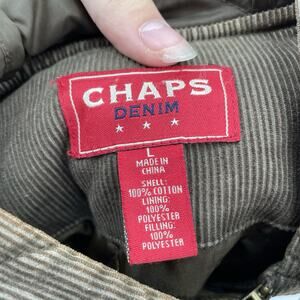 CHAPS
DENIM
L
MADE IN
CHINA
SHELL:
100% COTTON
LINING:
100%
POLYESTER
FILLING:
100%
POLYESTER